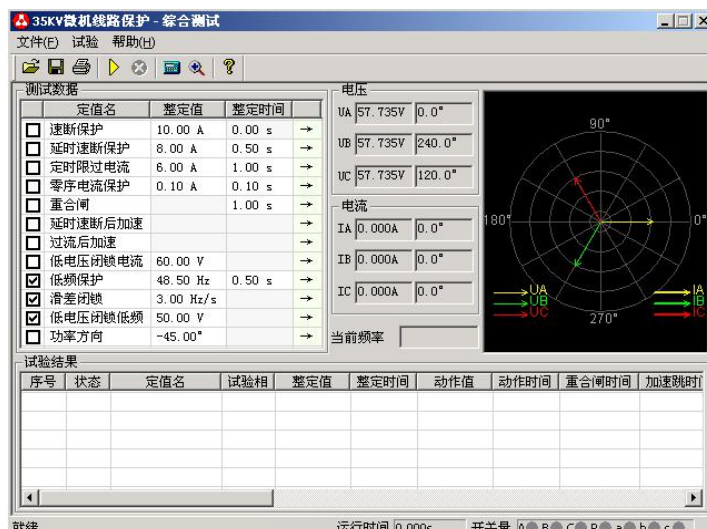 35KV微机线路保护 - 综合测试
文件(F) 试验 帮助(H)
测试数据
定值名 整定值 整定时间
速断保护 10.00 A 0.00 s →
延时速断保护 8.00 A 0.50 s →
定时限过电流 6.00 A 1.00 s →
零序电流保护 0.10 A 0.10 s →
重合闸 1.00 s →
延时速断后加速 →
过流后加速 →
低电压闭锁电流 60.00 V →
低频保护 48.50 Hz 0.50 s →
滑差闭锁 3.00 Hz/s →
低电压闭锁低频 50.00 V →
功率方向 -45.00° →
电压
UA 57.735V 0.0°
UB 57.735V 240.0°
UC 57.735V 120.0°
电流
IA 0.000A 0.0°
IB 0.000A 0.0°
IC 0.000A 0.0°
当前频率
90°
180° 0°
270°
UA IA
UB IB
UC IC
试验结果
序号 状态 定值名 试验相 整定值 整定时间 动作值 动作时间 重合闸时间 加速跳时
就绪 运行时间 0.000s 开关量 A B C R a b c